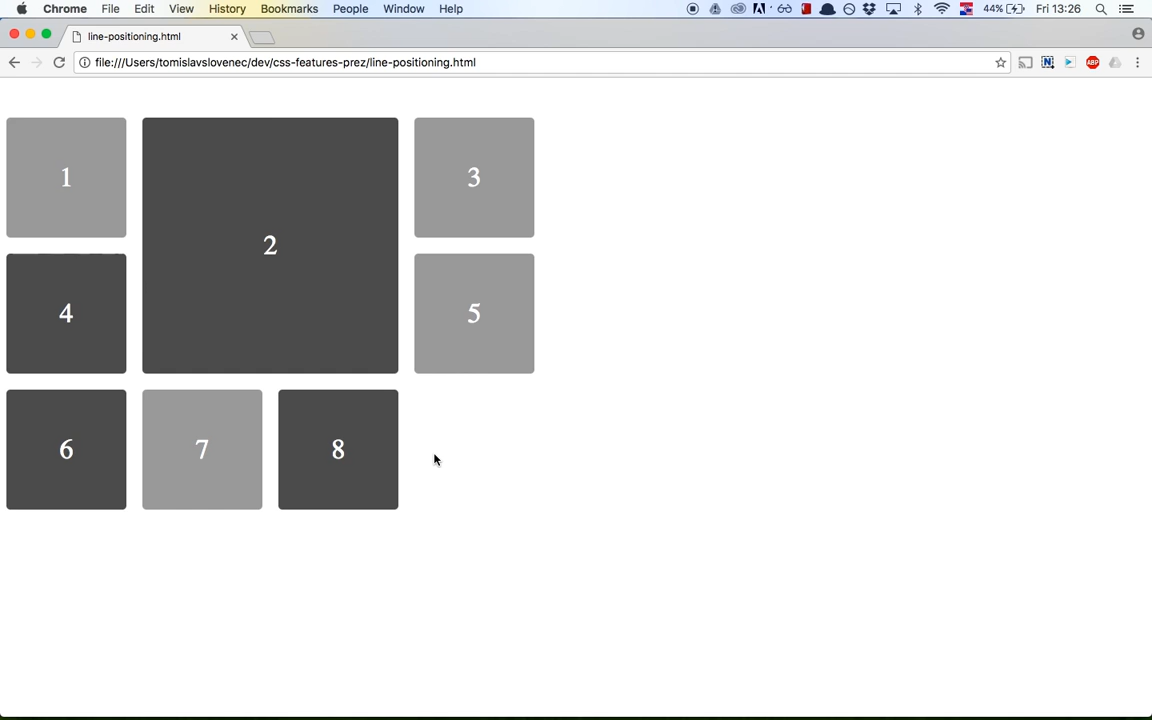 Chrome File Edit View History Bookmarks People Window Help 44% Fri 13:26
line-positioning.html
file:///Users/tomislavslovenec/dev/css-features-prez/line-positioning.html
N ABP
1 2 3
4 5
6 7 8